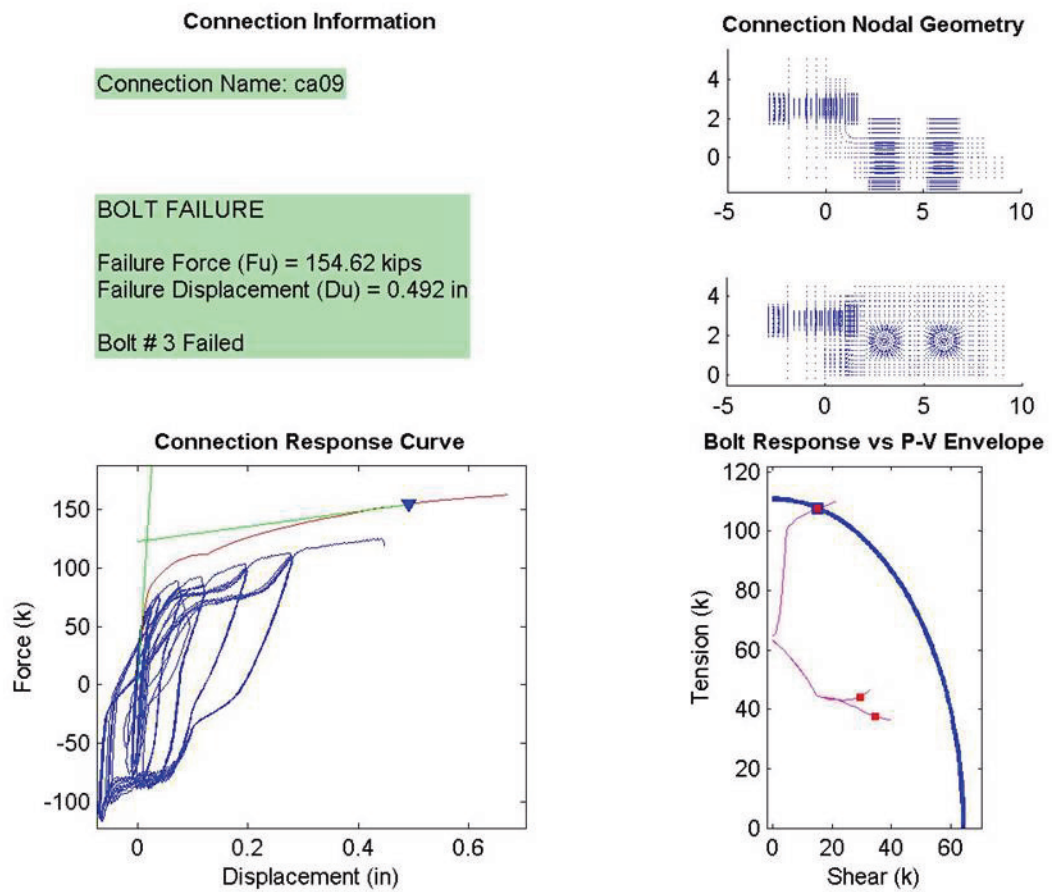 Connection Information
Connection Name: ca09
BOLT FAILURE
Failure Force (Fu) = 154.62 kips
Failure Displacement (Du) = 0.492 in
Bolt # 3 Failed
Connection Nodal Geometry
4
2
0
-5 0 5 10
4
2
0
-5 0 5 10
Connection Response Curve
150
100
50
0
-50
-100
Force (k)
0 0.2 0.4 0.6
Displacement (in)
Bolt Response vs P-V Envelope
120
100
80
60
40
20
0
Tension (k)
0 20 40 60
Shear (k)